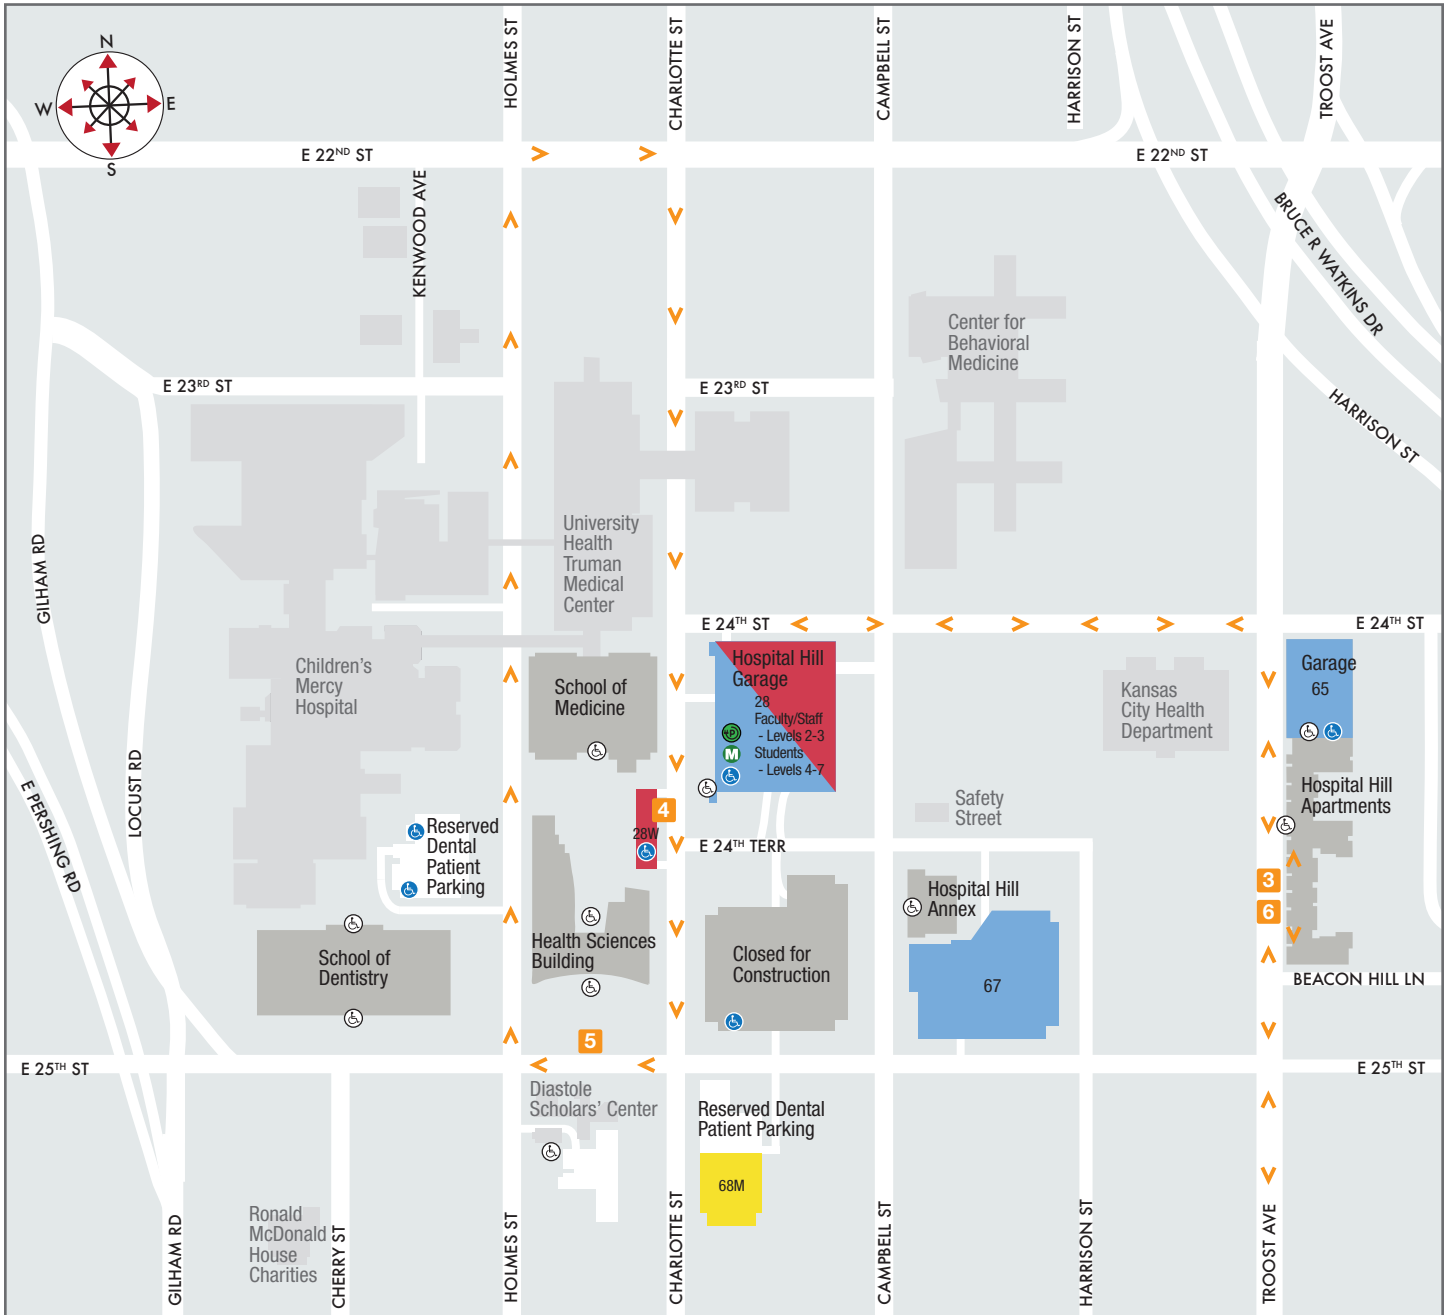 N
W
E
S
HOLMES ST
CHARLOTTE ST
CAMPBELL ST
HARRISON ST
TROOST AVE
E 22ND ST
E 22ND ST
KENWOOD AVE
BRUCE R WATKINS DR
Center for
Behavioral
Medicine
E 23RD ST
E 23RD ST
HARRISON ST
GILHAM RD
University
Health
Truman
Medical
Center
E 24TH ST
E 24TH ST
Children's
Mercy
Hospital
School of
Medicine
Hospital Hill
Garage
28
Faculty/Staff
- Levels 2-3
Students
- Levels 4-7
P
M
Kansas
City Health
Department
Garage
65
LOCUST RD
E PERSHING RD
Reserved
Dental
Patient
Parking
4
28W
E 24TH TERR
Safety
Street
Hospital Hill
Apartments
3
6
Hospital Hill
Annex
School of
Dentistry
Health Sciences
Building
Closed for
Construction
67
BEACON HILL LN
5
E 25TH ST
E 25TH ST
Diastole
Scholars' Center
Reserved Dental
Patient Parking
68M
Ronald
McDonald
House
Charities
GILHAM RD
CHERRY ST
HOLMES ST
CHARLOTTE ST
CAMPBELL ST
HARRISON ST
TROOST AVE